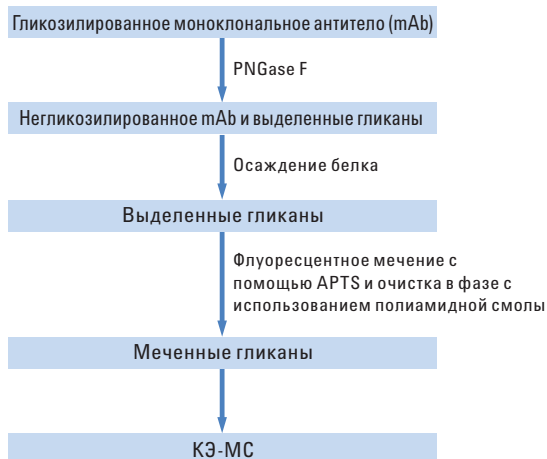 Гликозилированное моноклональное антитело (mAb)
PNGase F
Негликозилированное mAb и выделенные гликаны
Осаждение белка
Выделенные гликаны
Флуоресцентное мечение с
помощью APTS и очистка в фазе с
использованием полиамидной смолы
Меченные гликаны
КЭ-МС